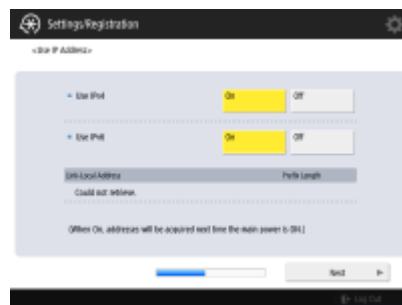 Settings/Registration
<Use IP Address>
Use IPv4
On
Off
Use IPv6
On
Off
Link-Local Address
Prefix Length
Could not retrieve.
(When On, addresses will be acquired next time the main power is ON.)
Next
Log Out